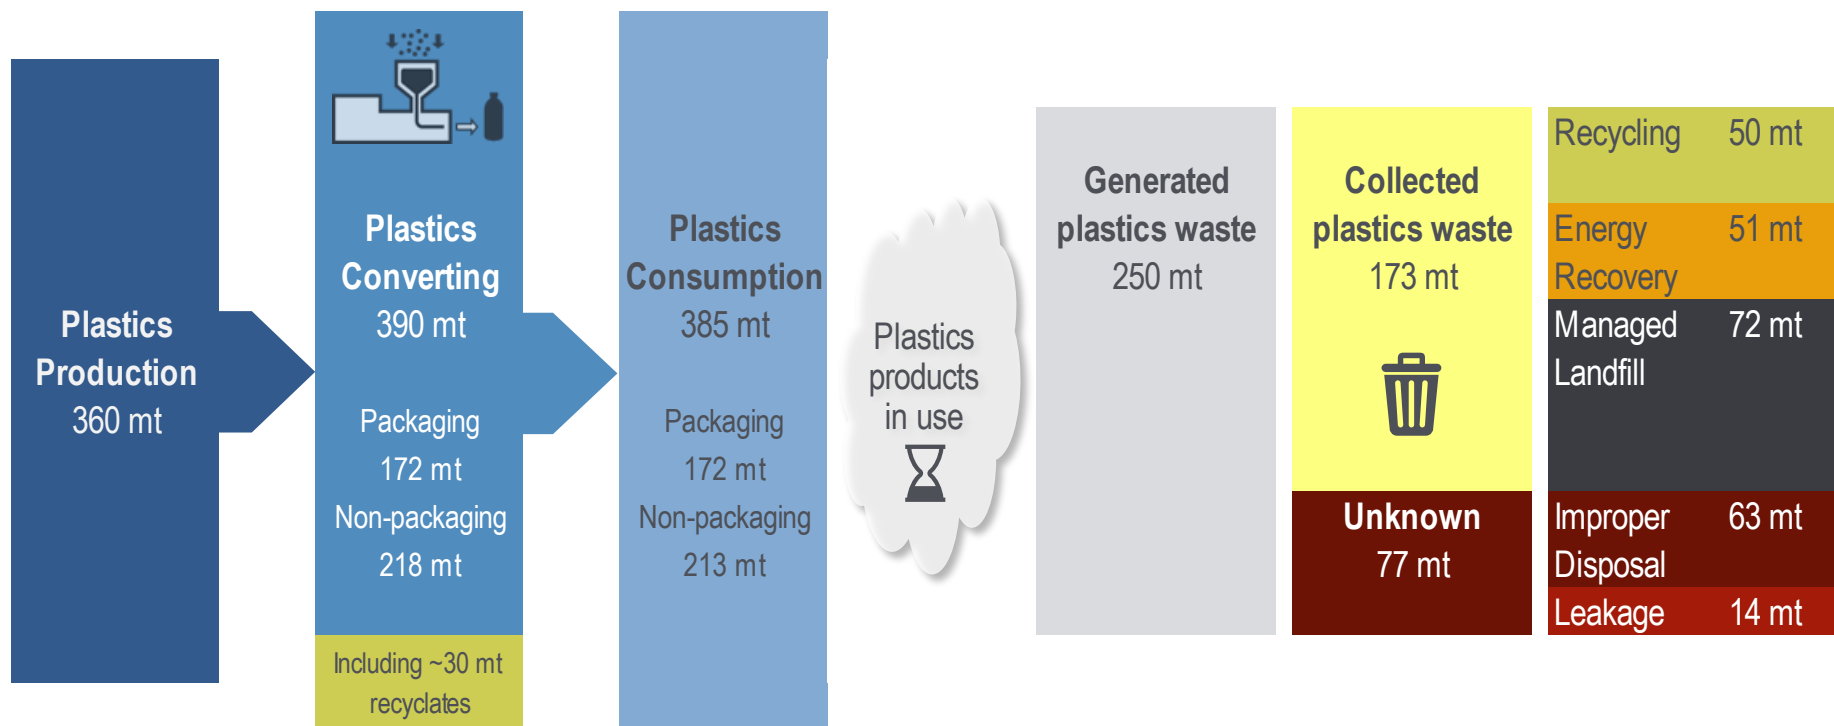 Plastics
Production
360 mt
Plastics
Converting
390 mt
Packaging
172 mt
Non-packaging
218 mt
Including ~30 mt
recyclates
Plastics
Consumption
385 mt
Packaging
172 mt
Non-packaging
213 mt
Plastics
products
in use
Generated
plastics waste
250 mt
Collected
plastics waste
173 mt
Unknown
77 mt
Recycling 50 mt
Energy 51 mt
Recovery
Managed 72 mt
Landfill
Improper 63 mt
Disposal
Leakage 14 mt